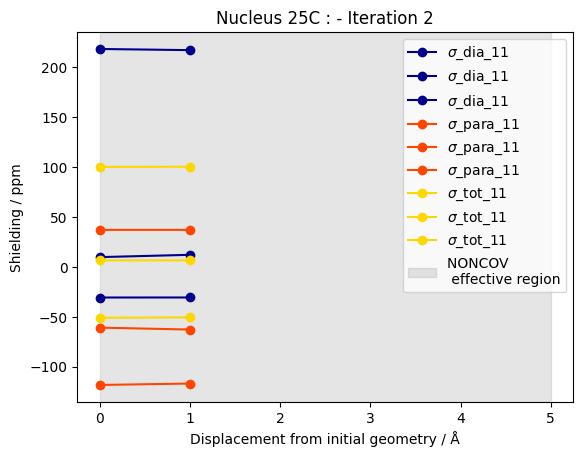 Nucleus 25C : - Iteration 2
Shielding / ppm
200
150
100
50
0
−50
−100
0
1
2
3
4
5
Displacement from initial geometry / Å
σ_dia_11
σ_dia_11
σ_dia_11
σ_para_11
σ_para_11
σ_para_11
σ_tot_11
σ_tot_11
σ_tot_11
NONCOV
effective region